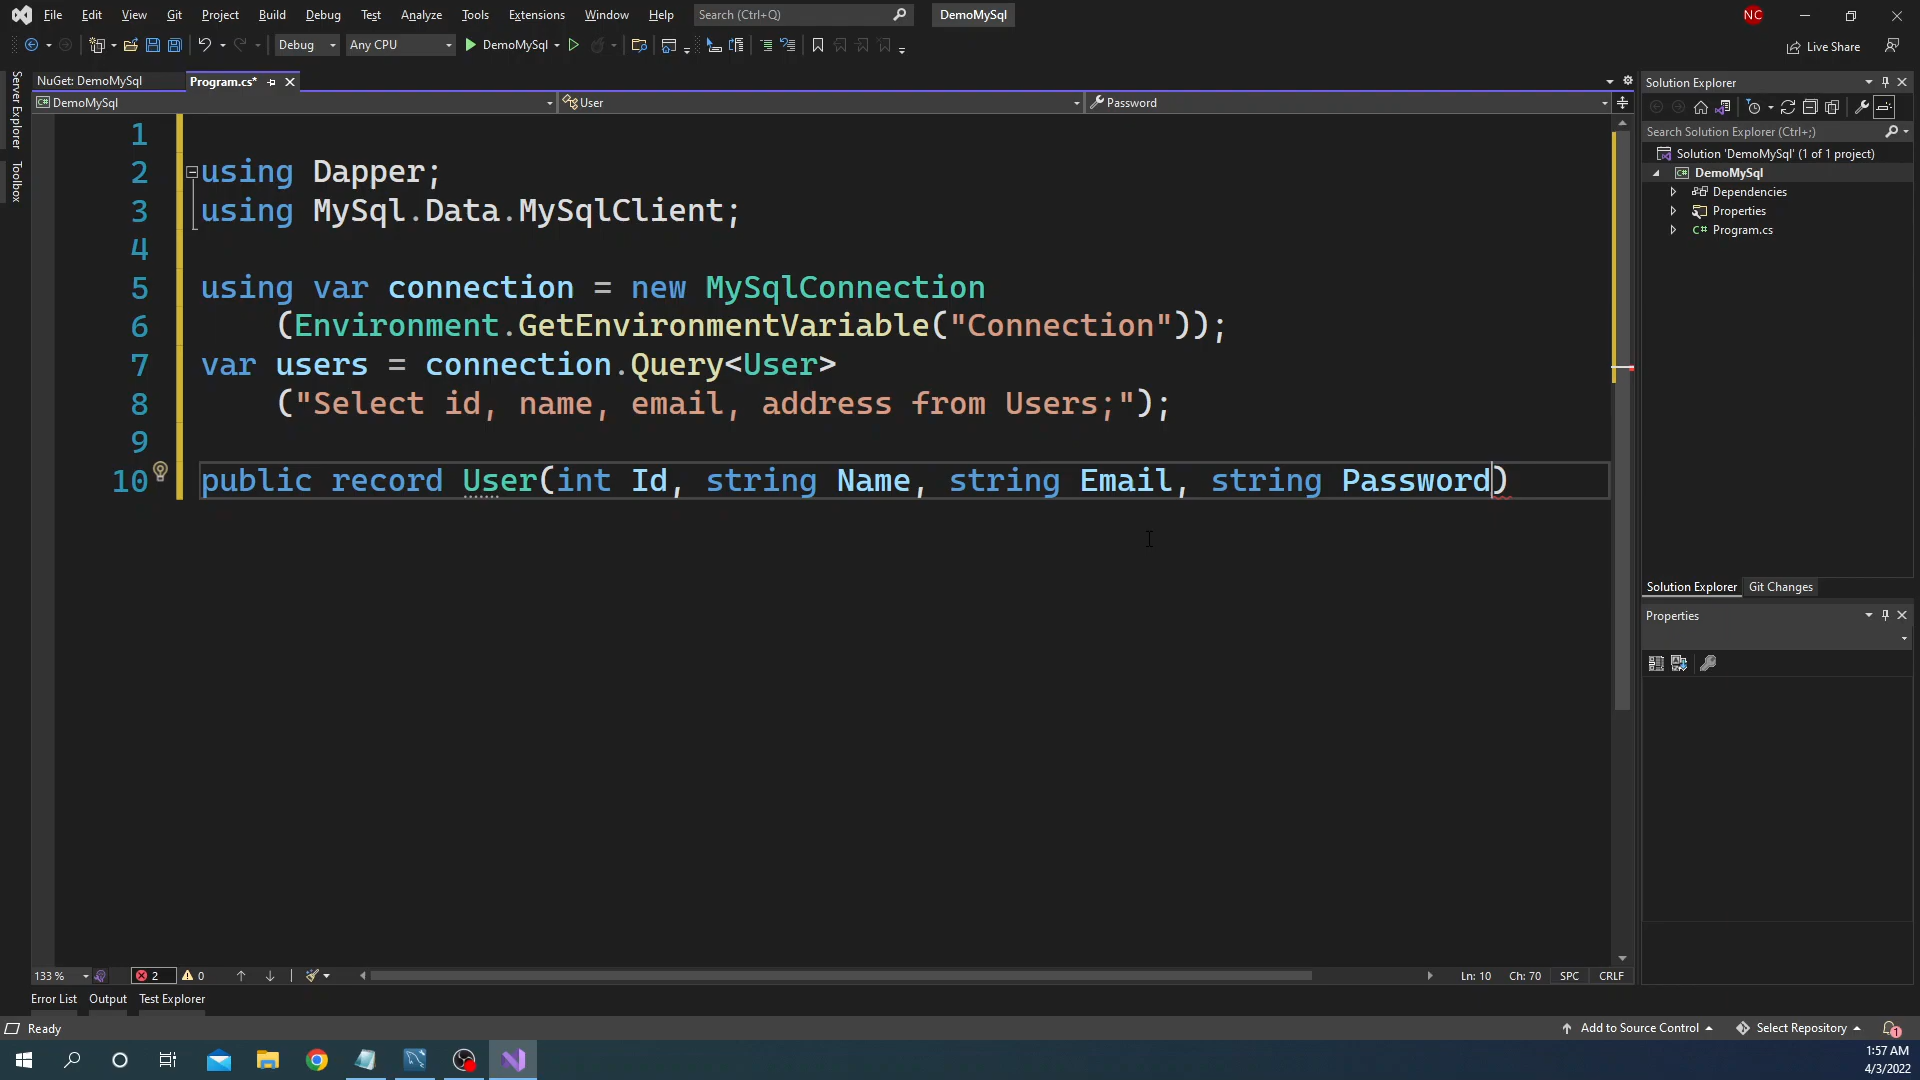 File Edit View Git Project Build Debug Test Analyze Tools Extensions Window Help Search (Ctrl+Q) DemoMySql NC
Debug Any CPU DemoMySql Live Share
Server Explorer
Toolbox
NuGet: DemoMySql Program.cs*
DemoMySql User Password
1
2 using Dapper;
3 using MySql.Data.MySqlClient;
4
5 using var connection = new MySqlConnection
6 (Environment.GetEnvironmentVariable("Connection"));
7 var users = connection.Query<User>
8 ("Select id, name, email, address from Users;");
9
10 public record User(int Id, string Name, string Email, string Password)
Solution Explorer
Search Solution Explorer (Ctrl+;)
Solution 'DemoMySql' (1 of 1 project)
C# DemoMySql
Dependencies
Properties
C# Program.cs
Solution Explorer Git Changes
Properties
133 % 2 0 Ln: 10 Ch: 70 SPC CRLF
Error List Output Test Explorer
Ready Add to Source Control Select Repository 1
1:57 AM
4/3/2022